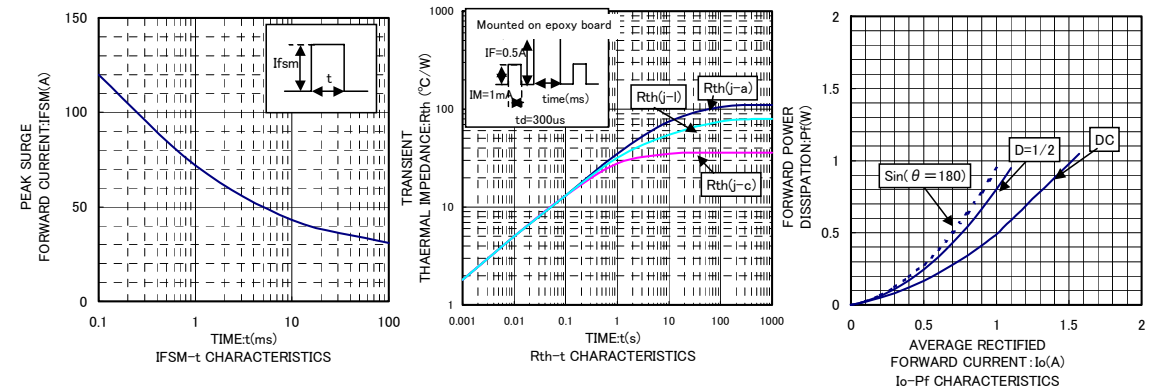 PEAK SURGE
FORWARD CURRENT:IFSM(A)
150
100
50
0
Ifsm
t
0.1
1
10
100
TIME:t(ms)
IFSM-t CHARACTERISTICS
TRANSIENT
THAERMAL IMPEDANCE:Rth (℃/W)
1000
100
10
1
Mounted on epoxy board
IF=0.5A
IM=1mA
time(ms)
td=300us
Rth(j-l)
Rth(j-a)
Rth(j-c)
0.001
0.01
0.1
1
10
100
1000
TIME:t(s)
Rth-t CHARACTERISTICS
FORWARD POWER
DISSIPATION:Pf(W)
2
1.5
1
0.5
0
D=1/2
DC
Sin(θ=180)
0
0.5
1
1.5
2
AVERAGE RECTIFIED
FORWARD CURRENT:Io(A)
Io-Pf CHARACTERISTICS